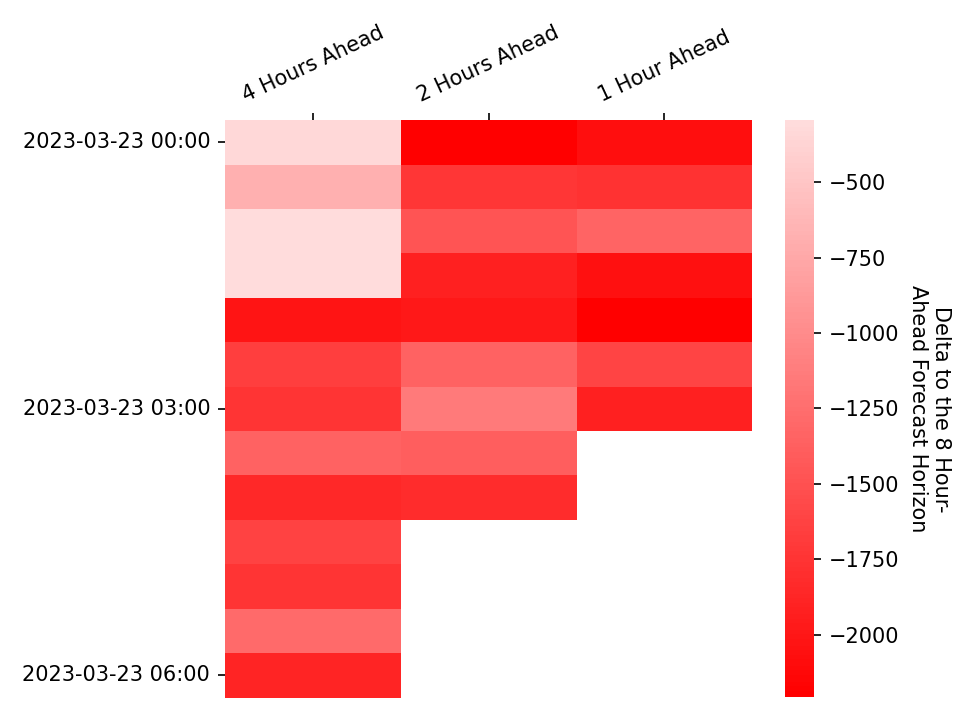 4 Hours Ahead
2 Hours Ahead
1 Hour Ahead
2023-03-23 00:00
2023-03-23 03:00
2023-03-23 06:00
−500
−750
−1000
−1250
−1500
−1750
−2000
Delta to the 8 Hour-
Ahead Forecast Horizon